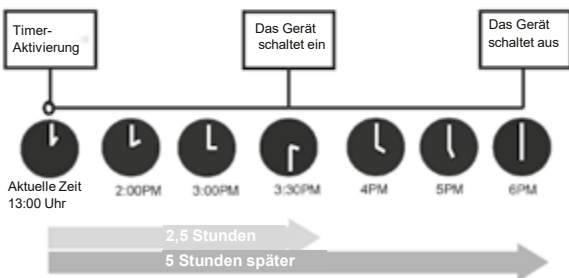 Timer-
Aktivierung
Das Gerät
schaltet ein
Das Gerät
schaltet aus
Aktuelle Zeit
13:00 Uhr
2:00PM
3:00PM
3:30PM
4PM
5PM
6PM
2,5 Stunden
5 Stunden später